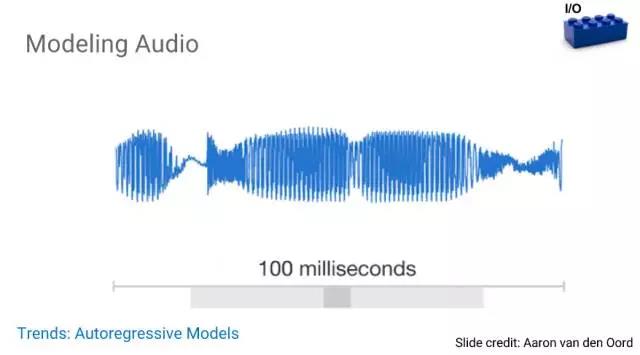 I/O
Modeling Audio
100 milliseconds
Trends: Autoregressive Models
Slide credit: Aaron van den Oord